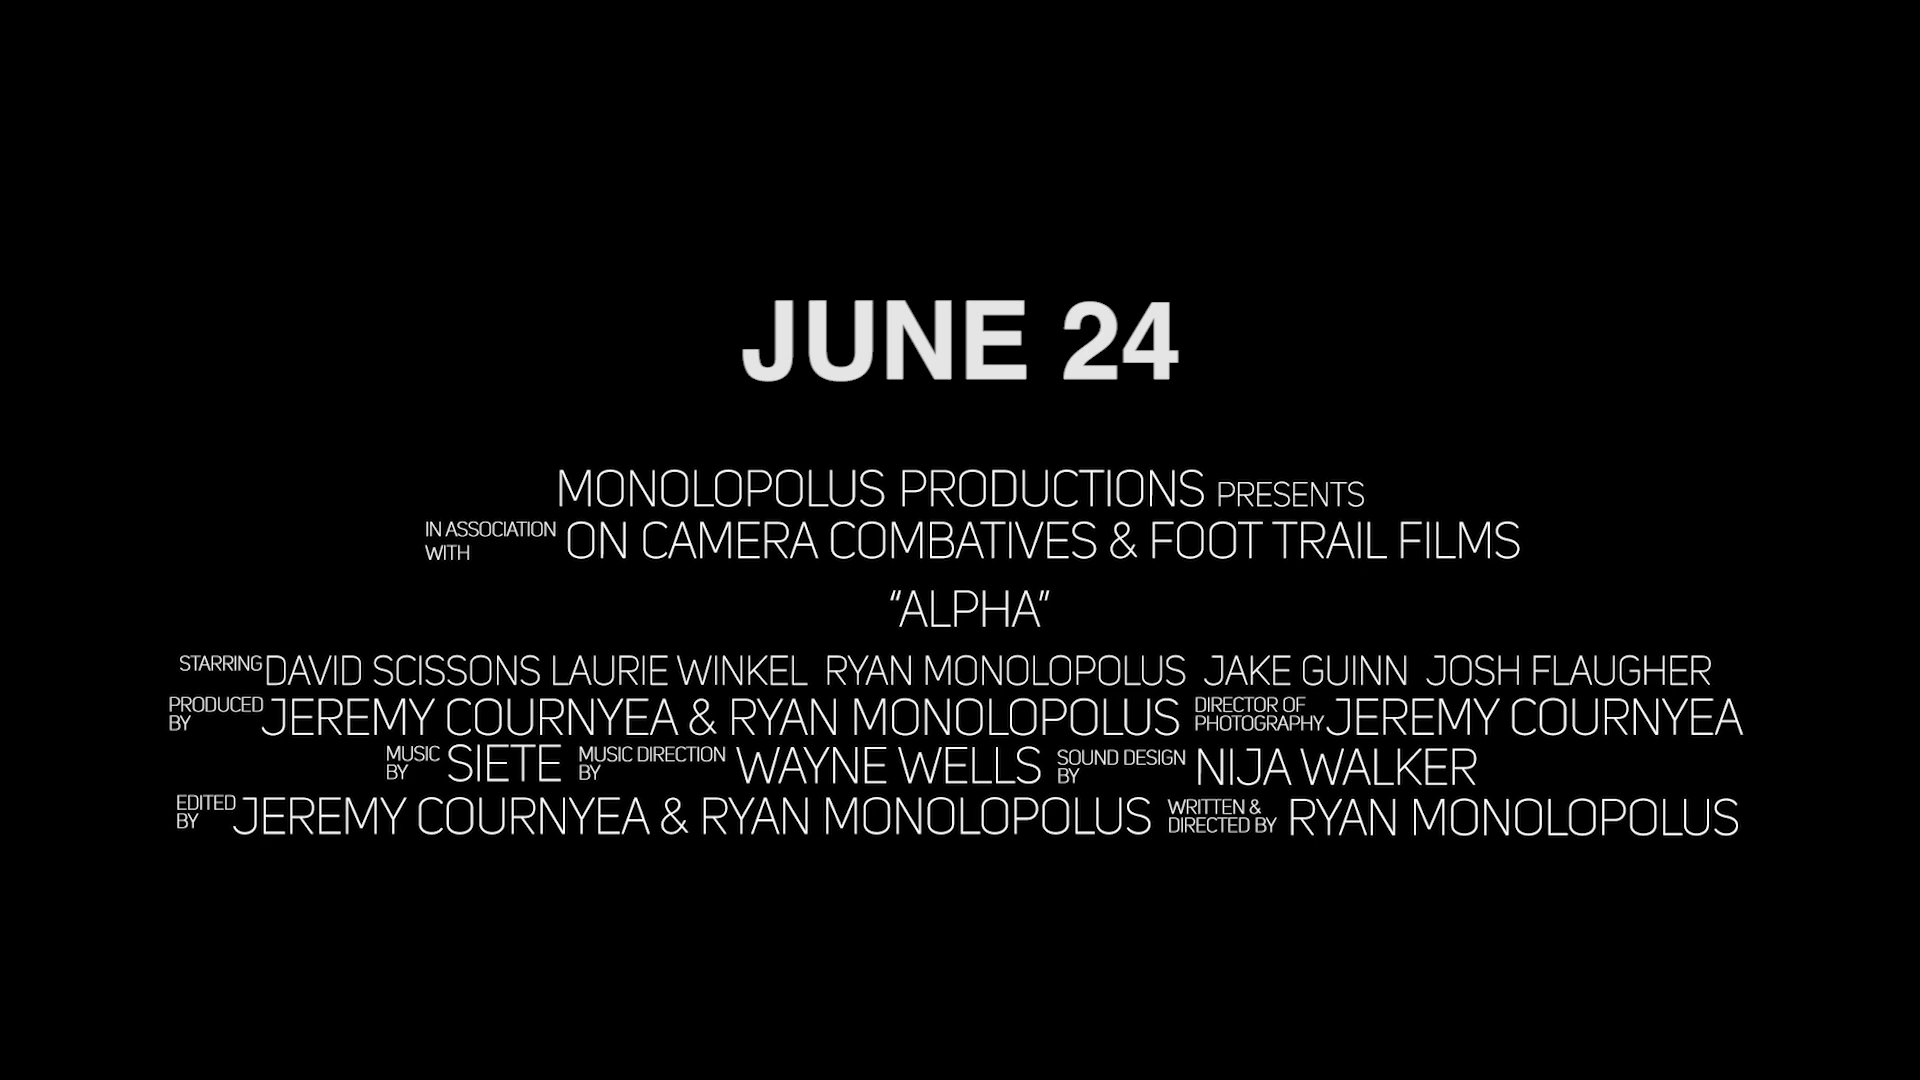 JUNE 24
MONOLOPOLUS PRODUCTIONS PRESENTS
IN ASSOCIATION WITH ON CAMERA COMBATIVES & FOOT TRAIL FILMS
“ALPHA”
STARRING DAVID SCISSONS LAURIE WINKEL RYAN MONOLOPOLUS JAKE GUINN JOSH FLAUGHER
PRODUCED BY JEREMY COURNYEA & RYAN MONOLOPOLUS DIRECTOR OF PHOTOGRAPHY JEREMY COURNYEA
MUSIC BY SIETE MUSIC DIRECTION BY WAYNE WELLS SOUND DESIGN BY NIJA WALKER
EDITED BY JEREMY COURNYEA & RYAN MONOLOPOLUS WRITTEN & DIRECTED BY RYAN MONOLOPOLUS